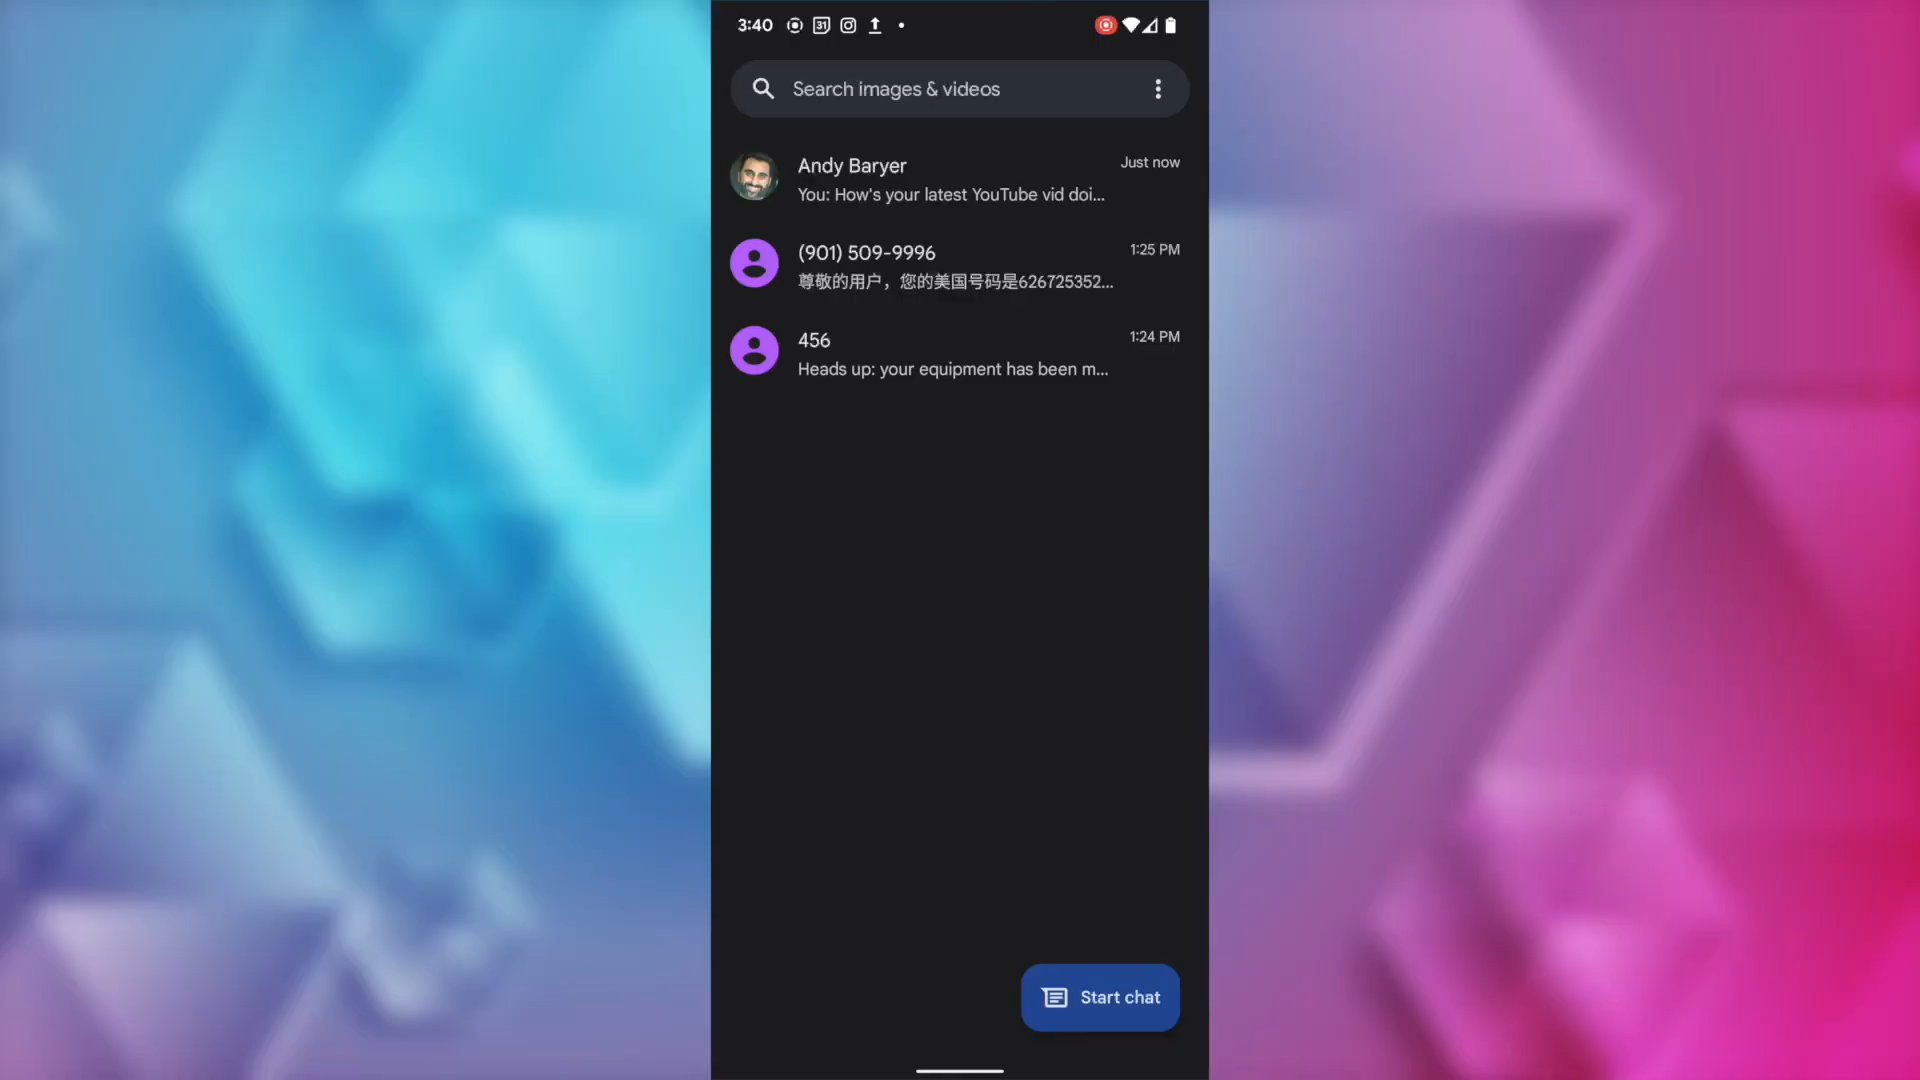 3:40
31
Search images & videos
Andy Baryer
Just now
You: How's your latest YouTube vid doi...
(901) 509-9996
1:25 PM
尊敬的用户，您的美国号码是626725352...
456
1:24 PM
Heads up: your equipment has been m...
Start chat